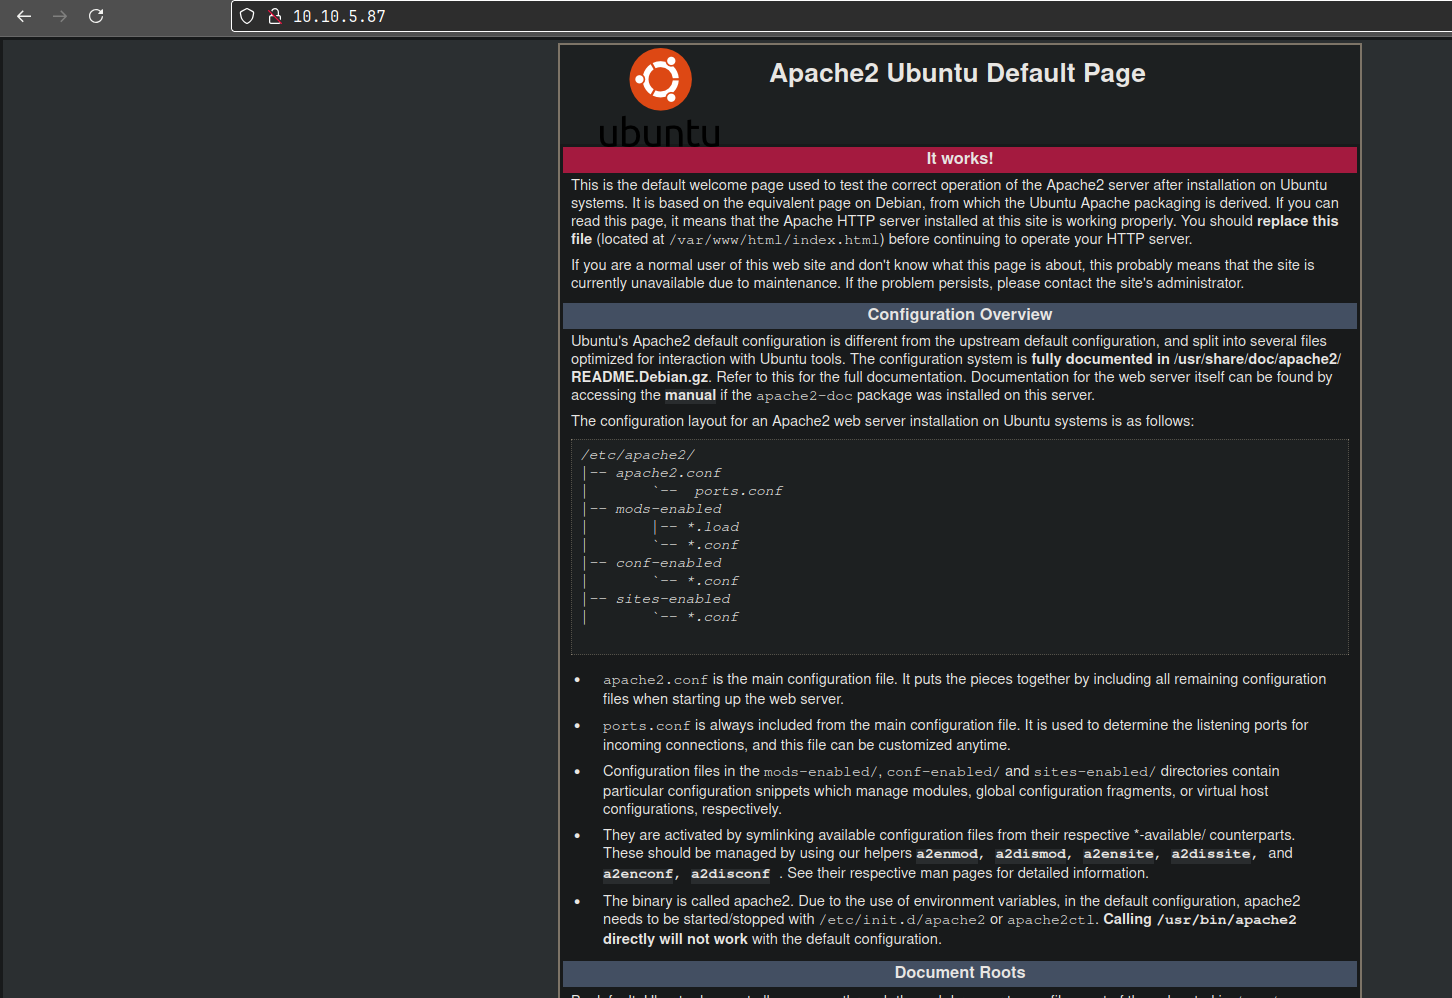 10.10.5.87
ubuntu
Apache2 Ubuntu Default Page
It works!
This is the default welcome page used to test the correct operation of the Apache2 server after installation on Ubuntu
systems. It is based on the equivalent page on Debian, from which the Ubuntu Apache packaging is derived. If you can
read this page, it means that the Apache HTTP server installed at this site is working properly. You should replace this
file (located at /var/www/html/index.html) before continuing to operate your HTTP server.
If you are a normal user of this web site and don't know what this page is about, this probably means that the site is
currently unavailable due to maintenance. If the problem persists, please contact the site's administrator.
Configuration Overview
Ubuntu's Apache2 default configuration is different from the upstream default configuration, and split into several files
optimized for interaction with Ubuntu tools. The configuration system is fully documented in /usr/share/doc/apache2/
README.Debian.gz. Refer to this for the full documentation. Documentation for the web server itself can be found by
accessing the manual if the apache2-doc package was installed on this server.
The configuration layout for an Apache2 web server installation on Ubuntu systems is as follows:
/etc/apache2/
|-- apache2.conf
|       `--  ports.conf
|-- mods-enabled
|       |-- *.load
|       `-- *.conf
|-- conf-enabled
|       `-- *.conf
|-- sites-enabled
|       `-- *.conf
• apache2.conf is the main configuration file. It puts the pieces together by including all remaining configuration
files when starting up the web server.
• ports.conf is always included from the main configuration file. It is used to determine the listening ports for
incoming connections, and this file can be customized anytime.
• Configuration files in the mods-enabled/, conf-enabled/ and sites-enabled/ directories contain
particular configuration snippets which manage modules, global configuration fragments, or virtual host
configurations, respectively.
• They are activated by symlinking available configuration files from their respective *-available/ counterparts.
These should be managed by using our helpers a2enmod, a2dismod, a2ensite, a2dissite, and
a2enconf, a2disconf . See their respective man pages for detailed information.
• The binary is called apache2. Due to the use of environment variables, in the default configuration, apache2
needs to be started/stopped with /etc/init.d/apache2 or apache2ctl. Calling /usr/bin/apache2
directly will not work with the default configuration.
Document Roots